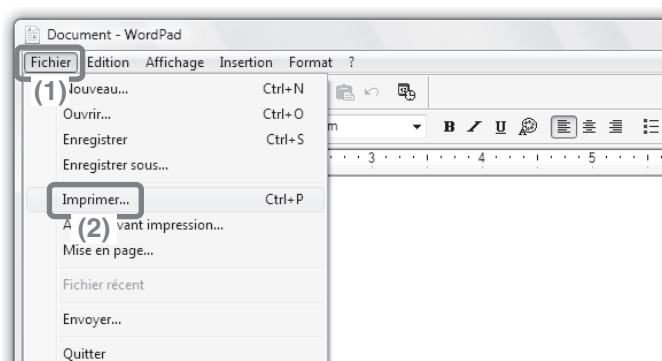 Document - WordPad
Fichier Edition Affichage Insertion Format ?
(1)
Nouveau... Ctrl+N
Ouvrir... Ctrl+O
Enregistrer Ctrl+S
Enregistrer sous...
Imprimer... Ctrl+P
(2)
avant impression...
Mise en page...
Fichier récent
Envoyer...
Quitter
m
B U
3 4 5